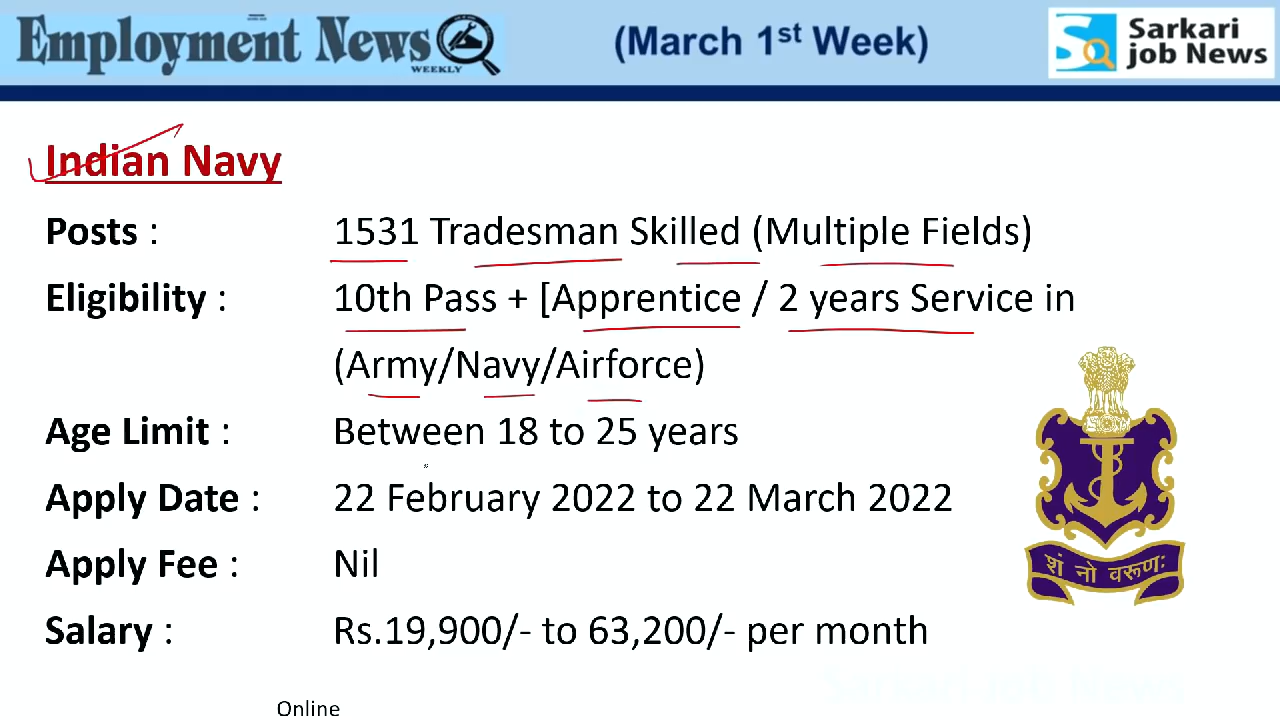 Employment News
WEEKLY
(March 1st Week)
Sarkari
job News
Indian Navy
Posts : 1531 Tradesman Skilled (Multiple Fields)
Eligibility : 10th Pass + [Apprentice / 2 years Service in
(Army/Navy/Airforce)
Age Limit : Between 18 to 25 years
Apply Date : 22 February 2022 to 22 March 2022
Apply Fee : Nil
Salary : Rs.19,900/- to 63,200/- per month
शं नो वरूणः
Online